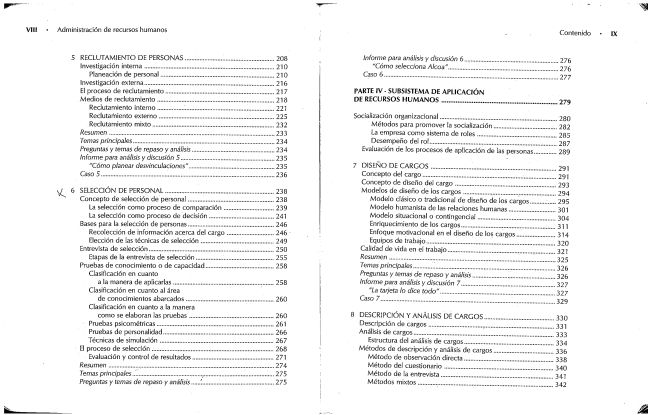 VIII • Administración de recursos humanos
5 RECLUTAMIENTO DE PERSONAS ........ 208
Investigación interna ........ 210
Planeación de personal ........ 210
Investigación externa ........ 216
El proceso de reclutamiento ........ 217
Medios de reclutamiento ........ 218
Reclutamiento interno ........ 221
Reclutamiento externo ........ 225
Reclutamiento mixto ........ 232
Resumen ........ 233
Temas principales ........ 234
Preguntas y temas de repaso y análisis ........ 234
Informe para análisis y discusión 5 ........ 235
"Cómo planear desvinculaciones" ........ 235
Caso 5 ........ 236
6 SELECCIÓN DE PERSONAL ........ 238
Concepto de selección de personal ........ 238
La selección como proceso de comparación ........ 239
La selección como proceso de decisión ........ 241
Bases para la selección de personas ........ 246
Recolección de información acerca del cargo ........ 246
Elección de las técnicas de selección ........ 249
Entrevista de selección ........ 250
Etapas de la entrevista de selección ........ 255
Pruebas de conocimiento o de capacidad ........ 258
Clasificación en cuanto
a la manera de aplicarlas ........ 258
Clasificación en cuanto al área
de conocimientos abarcados ........ 260
Clasificación en cuanto a la manera
como se elaboran las pruebas ........ 260
Pruebas psicométricas ........ 261
Pruebas de personalidad ........ 266
Técnicas de simulación ........ 267
El proceso de selección ........ 268
Evaluación y control de resultados ........ 271
Resumen ........ 274
Temas principales ........ 275
Preguntas y temas de repaso y análisis ........ 275
Contenido • IX
Informe para análisis y discusión 6 ........ 276
"Cómo selecciona Alcoa" ........ 276
Caso 6 ........ 277
PARTE IV - SUBSISTEMA DE APLICACIÓN
DE RECURSOS HUMANOS ........ 279
Socialización organizacional ........ 280
Métodos para promover la socialización ........ 282
La empresa como sistema de roles ........ 285
Desempeño del rol ........ 287
Evaluación de los procesos de aplicación de las personas ........ 289
7 DISEÑO DE CARGOS ........ 291
Concepto del cargo ........ 291
Concepto de diseño del cargo ........ 293
Modelos de diseño de los cargos ........ 294
Modelo clásico o tradicional de diseño de los cargos ........ 295
Modelo humanista de las relaciones humanas ........ 301
Modelo situacional o contingencial ........ 304
Enriquecimiento de los cargos ........ 311
Enfoque motivacional en el diseño de los cargos ........ 314
Equipos de trabajo ........ 320
Calidad de vida en el trabajo ........ 321
Resumen ........ 325
Temas principales ........ 326
Preguntas y temas de repaso y análisis ........ 326
Informe para análisis y discusión 7 ........ 327
"La tarjeta lo dice todo" ........ 327
Caso 7 ........ 329
8 DESCRIPCIÓN Y ANÁLISIS DE CARGOS ........ 330
Descripción de cargos ........ 331
Análisis de cargos ........ 333
Estructura del análisis de cargos ........ 334
Métodos de descripción y análisis de cargos ........ 336
Método de observación directa ........ 338
Método del cuestionario ........ 340
Método de la entrevista ........ 341
Métodos mixtos ........ 342